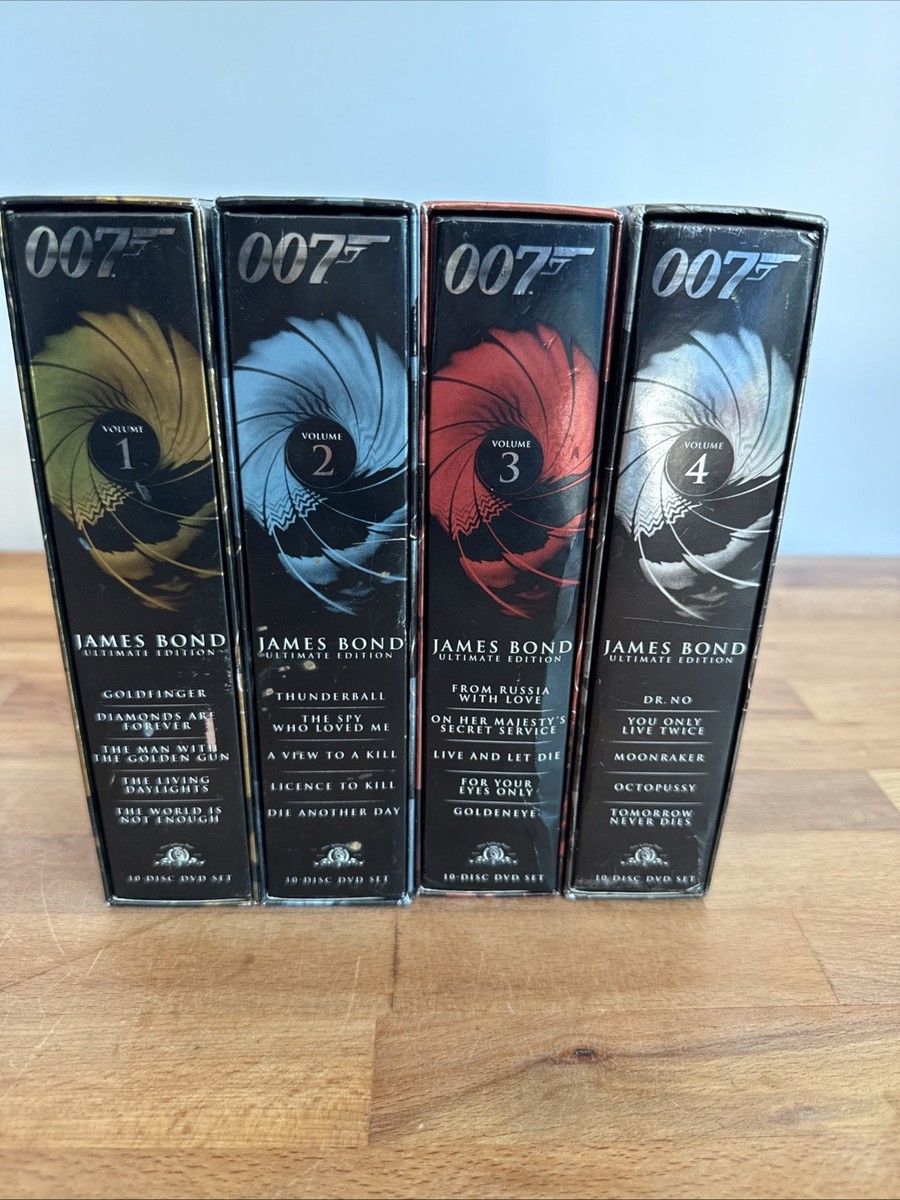 007
VOLUME
1
JAMES BOND
ULTIMATE EDITION
GOLDFINGER
DIAMONDS ARE
FOREVER
THE MAN WITH
THE GOLDEN GUN
THE LIVING
DAYLIGHTS
THE WORLD IS
NOT ENOUGH
10-DISC DVD SET
007
VOLUME
2
JAMES BOND
ULTIMATE EDITION
THUNDERBALL
THE SPY
WHO LOVED ME
A VIEW TO A KILL
LICENCE TO KILL
DIE ANOTHER DAY
10-DISC DVD SET
007
VOLUME
3
JAMES BOND
ULTIMATE EDITION
FROM RUSSIA
WITH LOVE
ON HER MAJESTY'S
SECRET SERVICE
LIVE AND LET DIE
FOR YOUR
EYES ONLY
GOLDENEYE
10-DISC DVD SET
007
VOLUME
4
JAMES BOND
ULTIMATE EDITION
DR. NO
YOU ONLY
LIVE TWICE
MOONRAKER
OCTOPUSSY
TOMORROW
NEVER DIES
10-DISC DVD SET